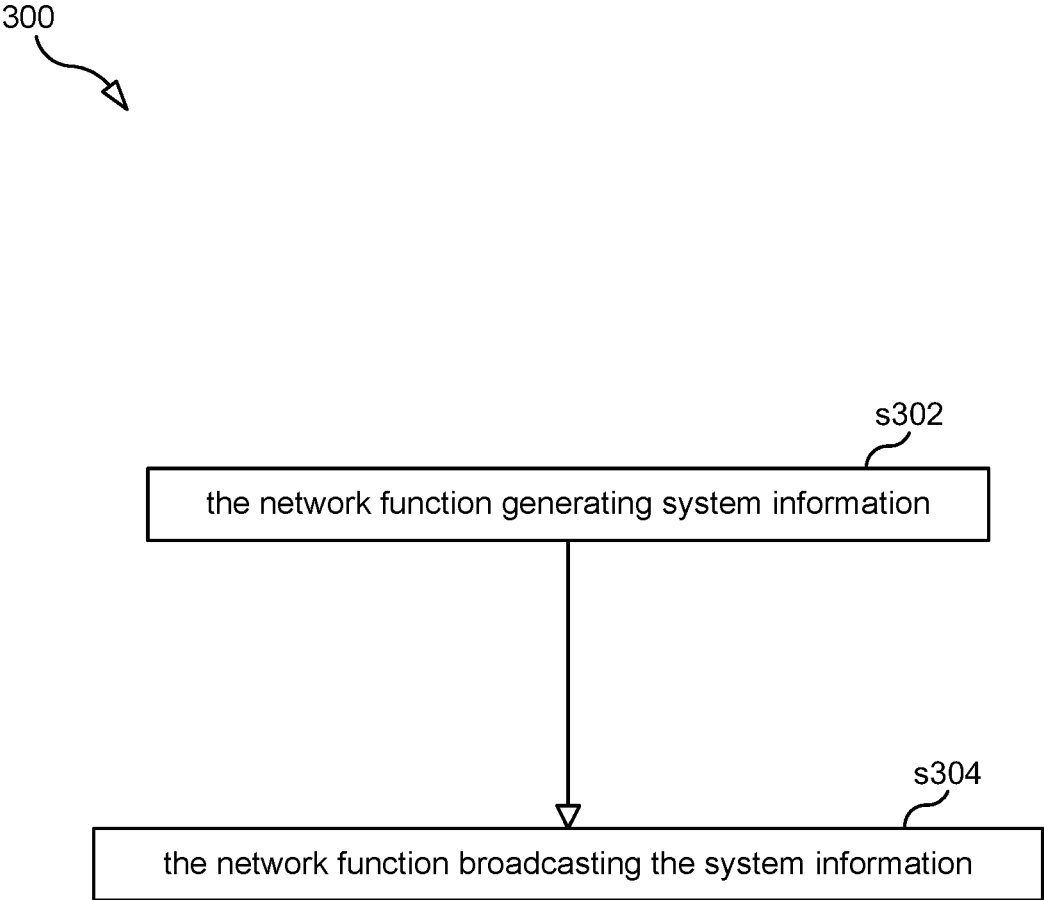 300
s302
the network function generating system information
s304
the network function broadcasting the system information